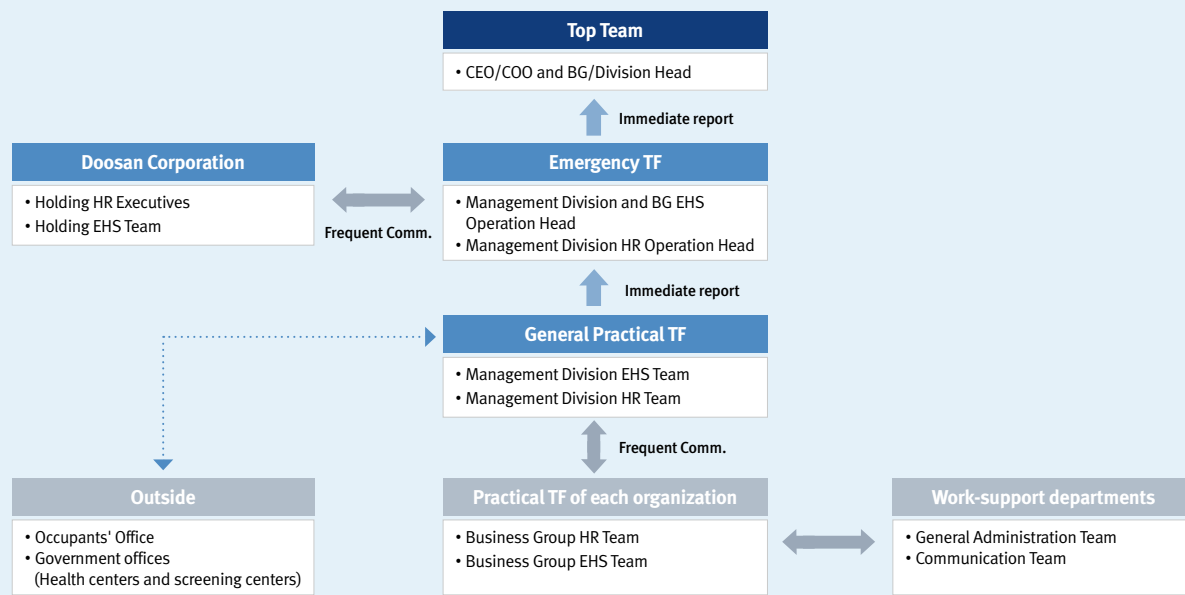 Top Team
• CEO/COO and BG/Division Head
Immediate report
Doosan Corporation
• Holding HR Executives
• Holding EHS Team
Frequent Comm.
Emergency TF
• Management Division and BG EHS
Operation Head
• Management Division HR Operation Head
Immediate report
General Practical TF
• Management Division EHS Team
• Management Division HR Team
Frequent Comm.
Outside
• Occupants' Office
• Government offices
(Health centers and screening centers)
Practical TF of each organization
• Business Group HR Team
• Business Group EHS Team
Work-support departments
• General Administration Team
• Communication Team